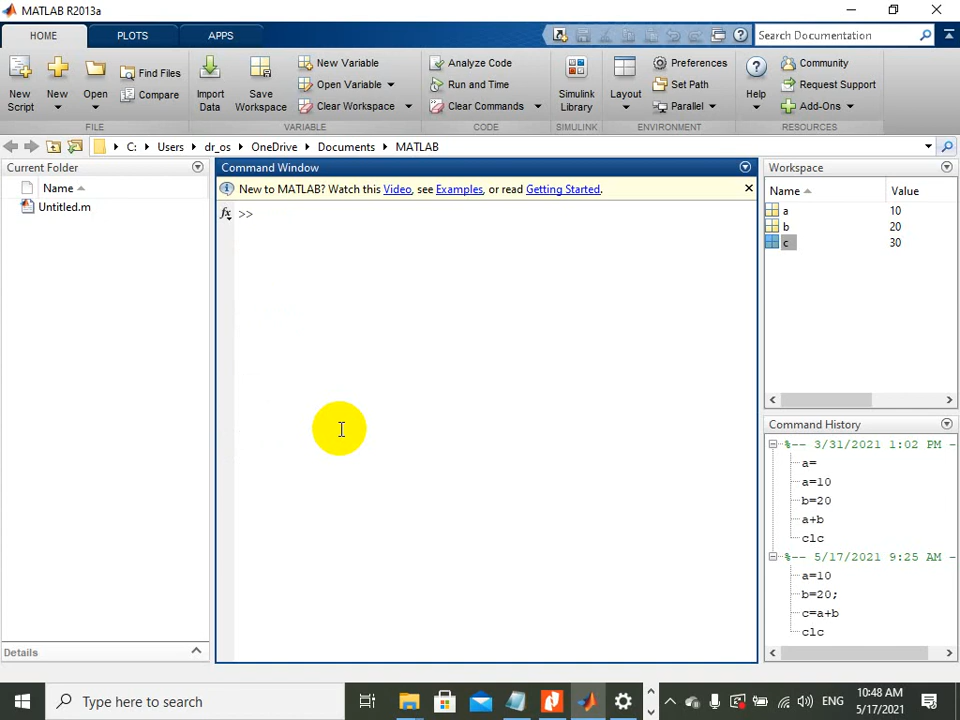 MATLAB R2013a
HOME PLOTS APPS Search Documentation
New Script New Open Find Files Compare Import Data Save Workspace New Variable Open Variable Clear Workspace Analyze Code Run and Time Clear Commands Simulink Library Layout Preferences Set Path Parallel Help Community Request Support Add-Ons
FILE VARIABLE CODE SIMULINK ENVIRONMENT RESOURCES
C: Users dr_os OneDrive Documents MATLAB
Current Folder
Name
Untitled.m
Details
Command Window
New to MATLAB? Watch this Video, see Examples, or read Getting Started.
fx >>
Workspace
Name Value
a 10
b 20
c 30
Command History
%-- 3/31/2021 1:02 PM --
a=
a=10
b=20
a+b
clc
%-- 5/17/2021 9:25 AM --
a=10
b=20;
c=a+b
clc
Type here to search
ENG
10:48 AM
5/17/2021